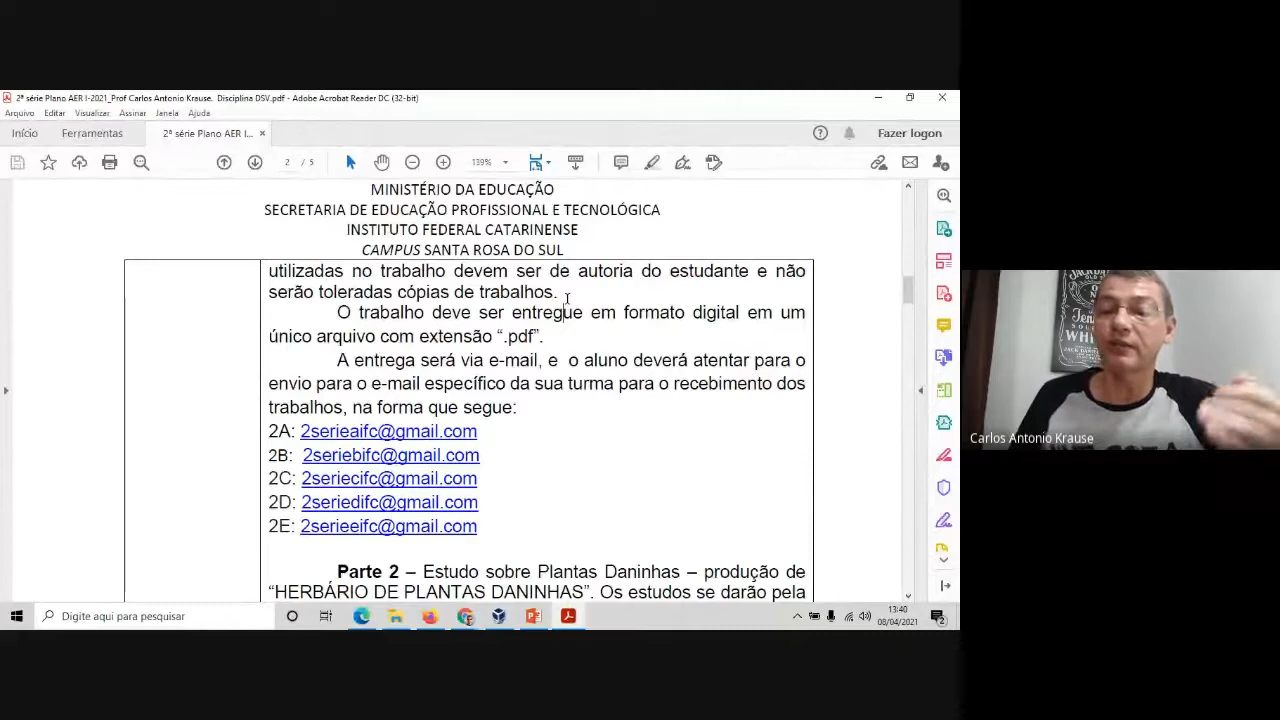 2ª série Plano AER I-2021_Prof Carlos Antonio Krause. Disciplina DSV.pdf - Adobe Acrobat Reader DC (32-bit)
Arquivo Editar Visualizar Assinar Janela Ajuda
Início Ferramentas 2ª série Plano AER I... × Fazer logon
2 / 5 139%
MINISTÉRIO DA EDUCAÇÃO
SECRETARIA DE EDUCAÇÃO PROFISSIONAL E TECNOLÓGICA
INSTITUTO FEDERAL CATARINENSE
CAMPUS SANTA ROSA DO SUL
utilizadas no trabalho devem ser de autoria do estudante e não
serão toleradas cópias de trabalhos.
O trabalho deve ser entregue em formato digital em um
único arquivo com extensão “.pdf”.
A entrega será via e-mail, e o aluno deverá atentar para o
envio para o e-mail específico da sua turma para o recebimento dos
trabalhos, na forma que segue:
2A: 2serieaifc@gmail.com
2B: 2seriebifc@gmail.com
2C: 2seriecifc@gmail.com
2D: 2seriedifc@gmail.com
2E: 2serieeifc@gmail.com
Parte 2 – Estudo sobre Plantas Daninhas – produção de
“HERBÁRIO DE PLANTAS DANINHAS”. Os estudos se darão pela
Digite aqui para pesquisar
13:40
08/04/2021
2
JACK DANIEL'S
Carlos Antonio Krause